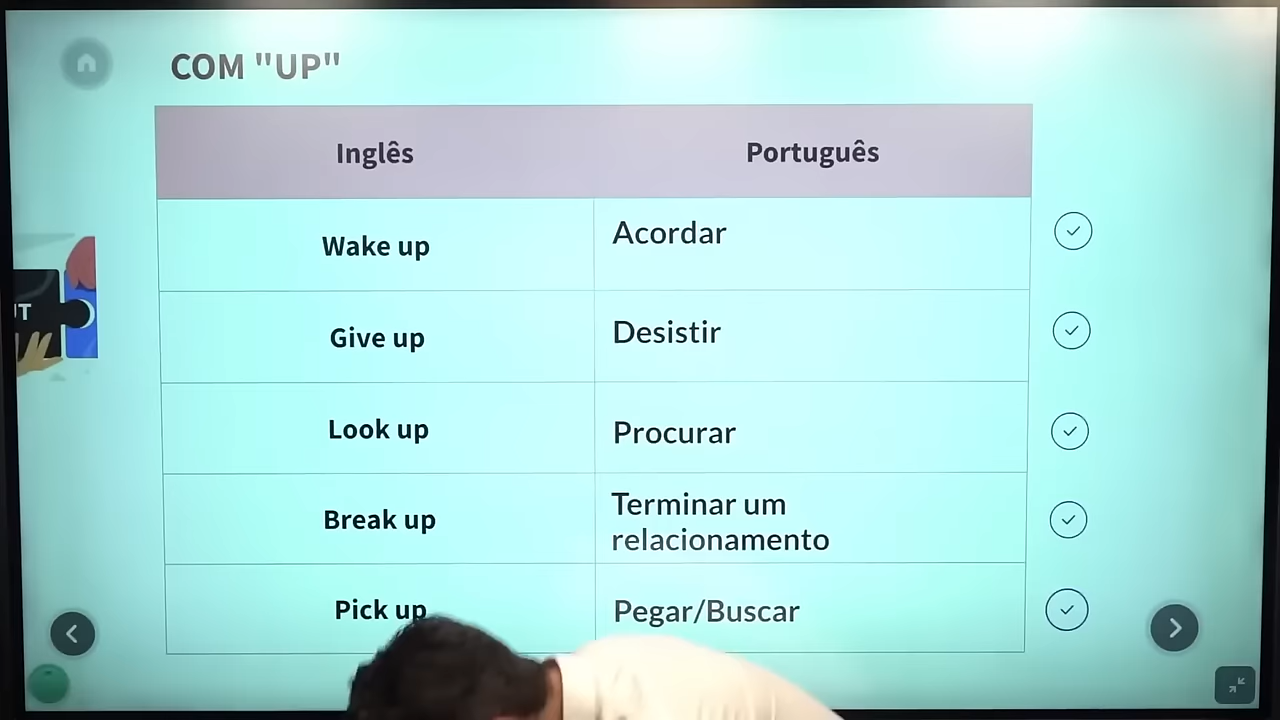 COM "UP"
Inglês Português
Wake up Acordar
Give up Desistir
Look up Procurar
Break up Terminar um
relacionamento
Pick up Pegar/Buscar